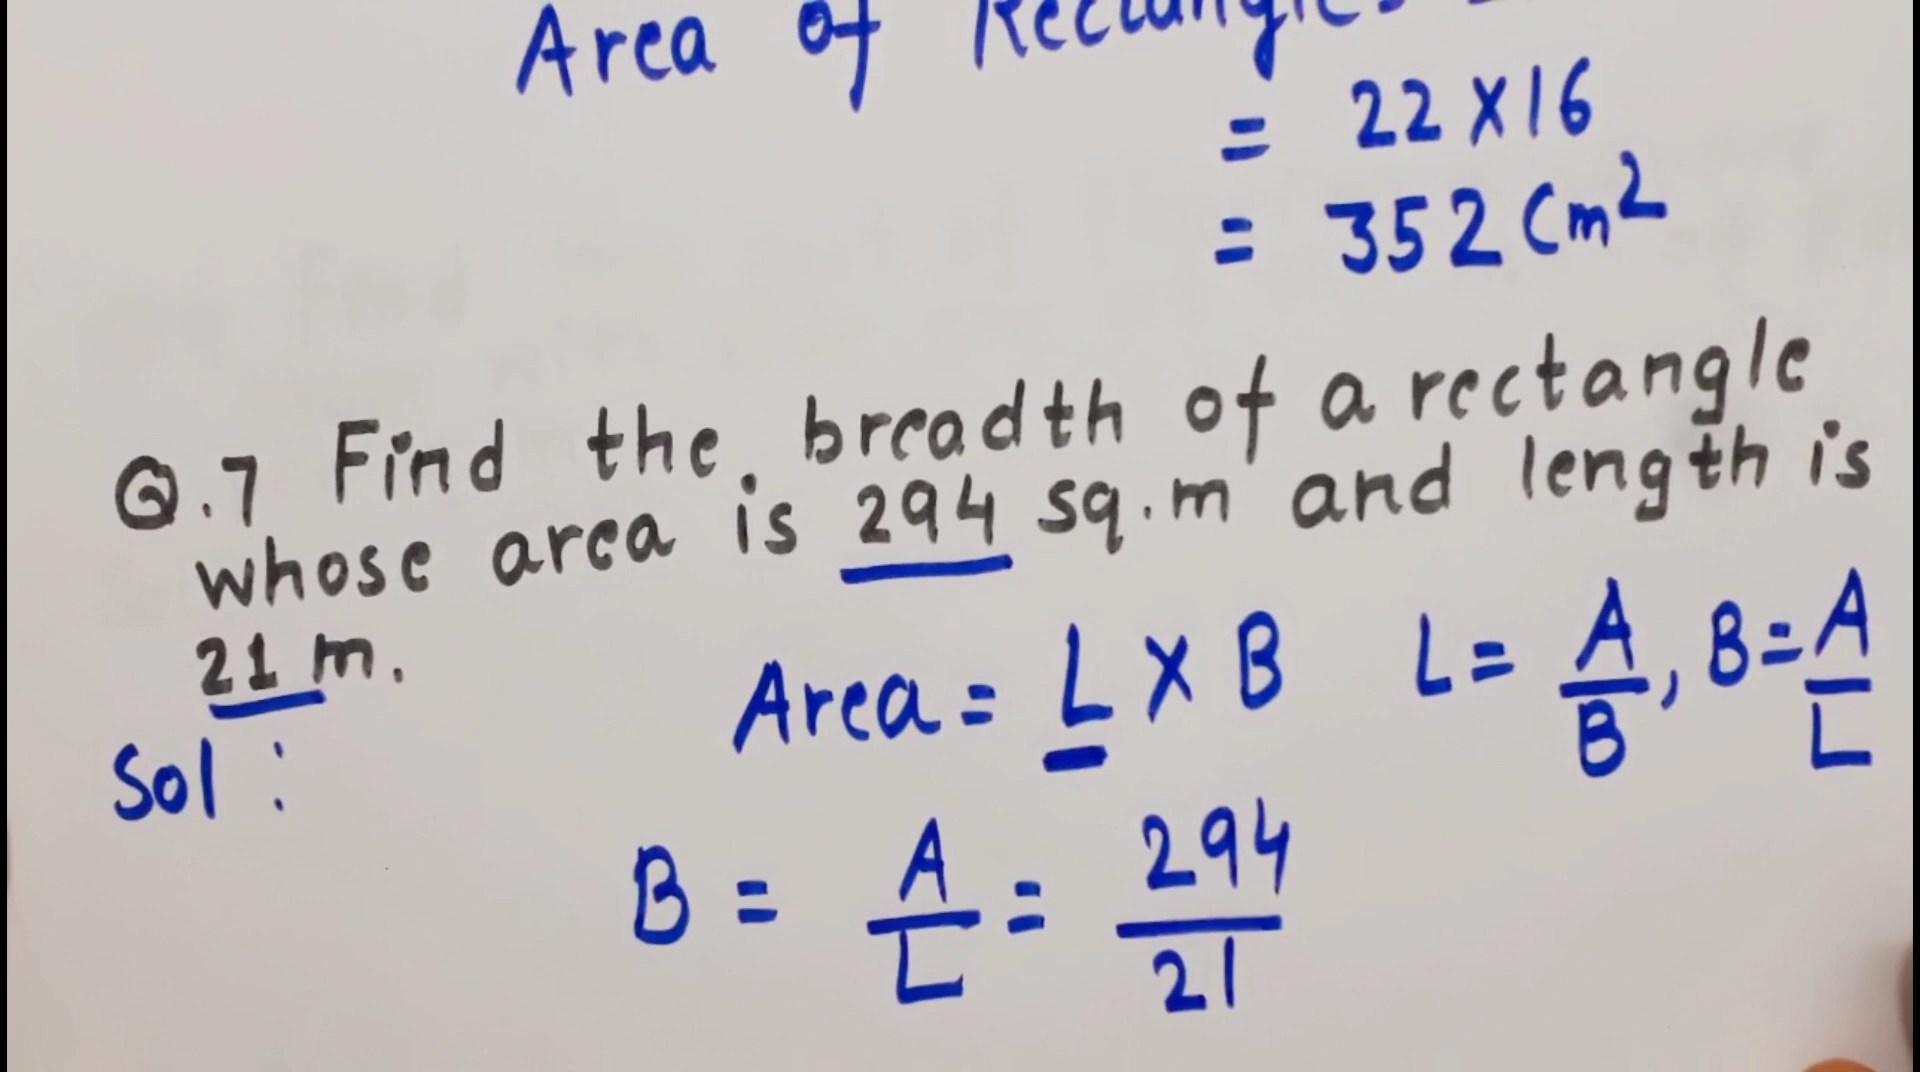 Area of Rectangle
= 22 X 16
= 352 Cm²
Q.7 Find the breadth of a rectangle
whose area is 294 sq.m and length is
21 m.
Area = L X B L = A/B, B = A/L
Sol :
B = A/L = 294/21